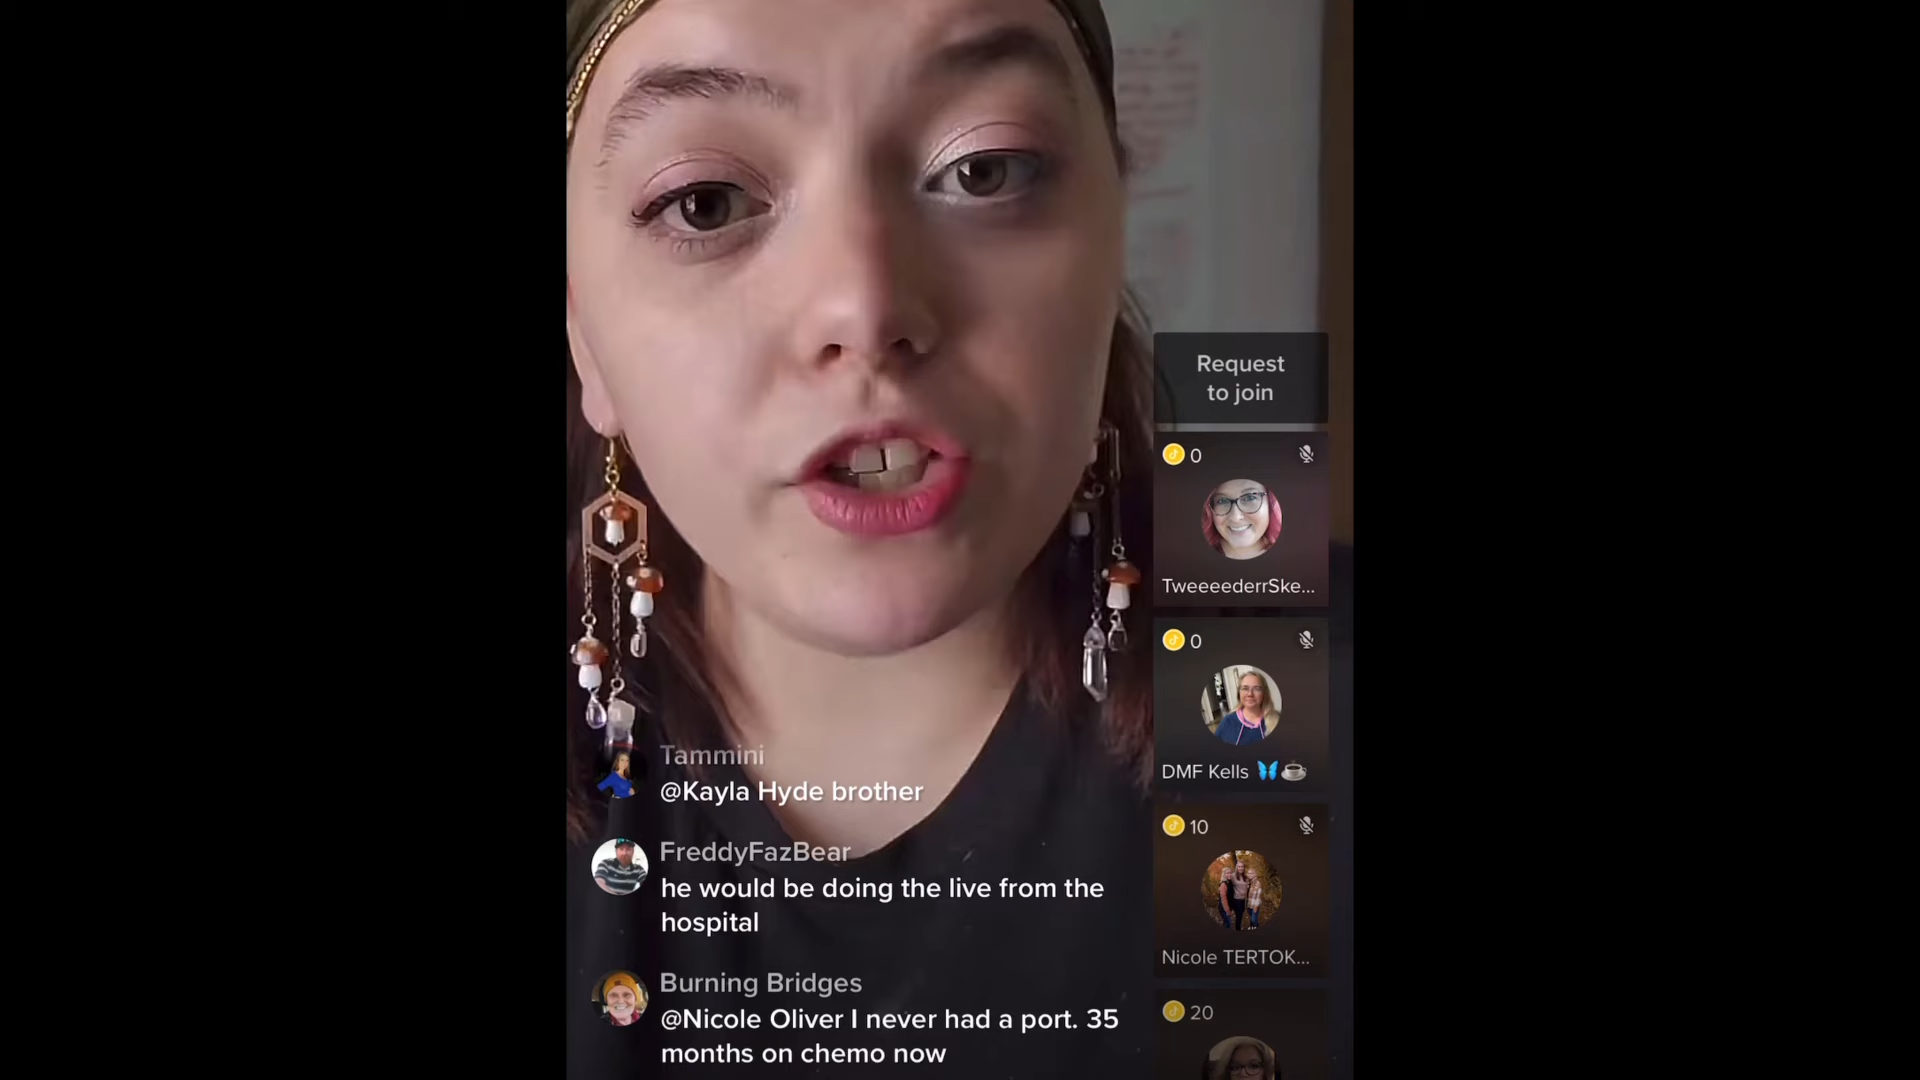 Request
to join
0
TweeeederrSke...
0
DMF Kells 🦋☕
10
Nicole TERTOK...
20
Tammini
@Kayla Hyde brother
FreddyFazBear
he would be doing the live from the
hospital
Burning Bridges
@Nicole Oliver I never had a port. 35
months on chemo now